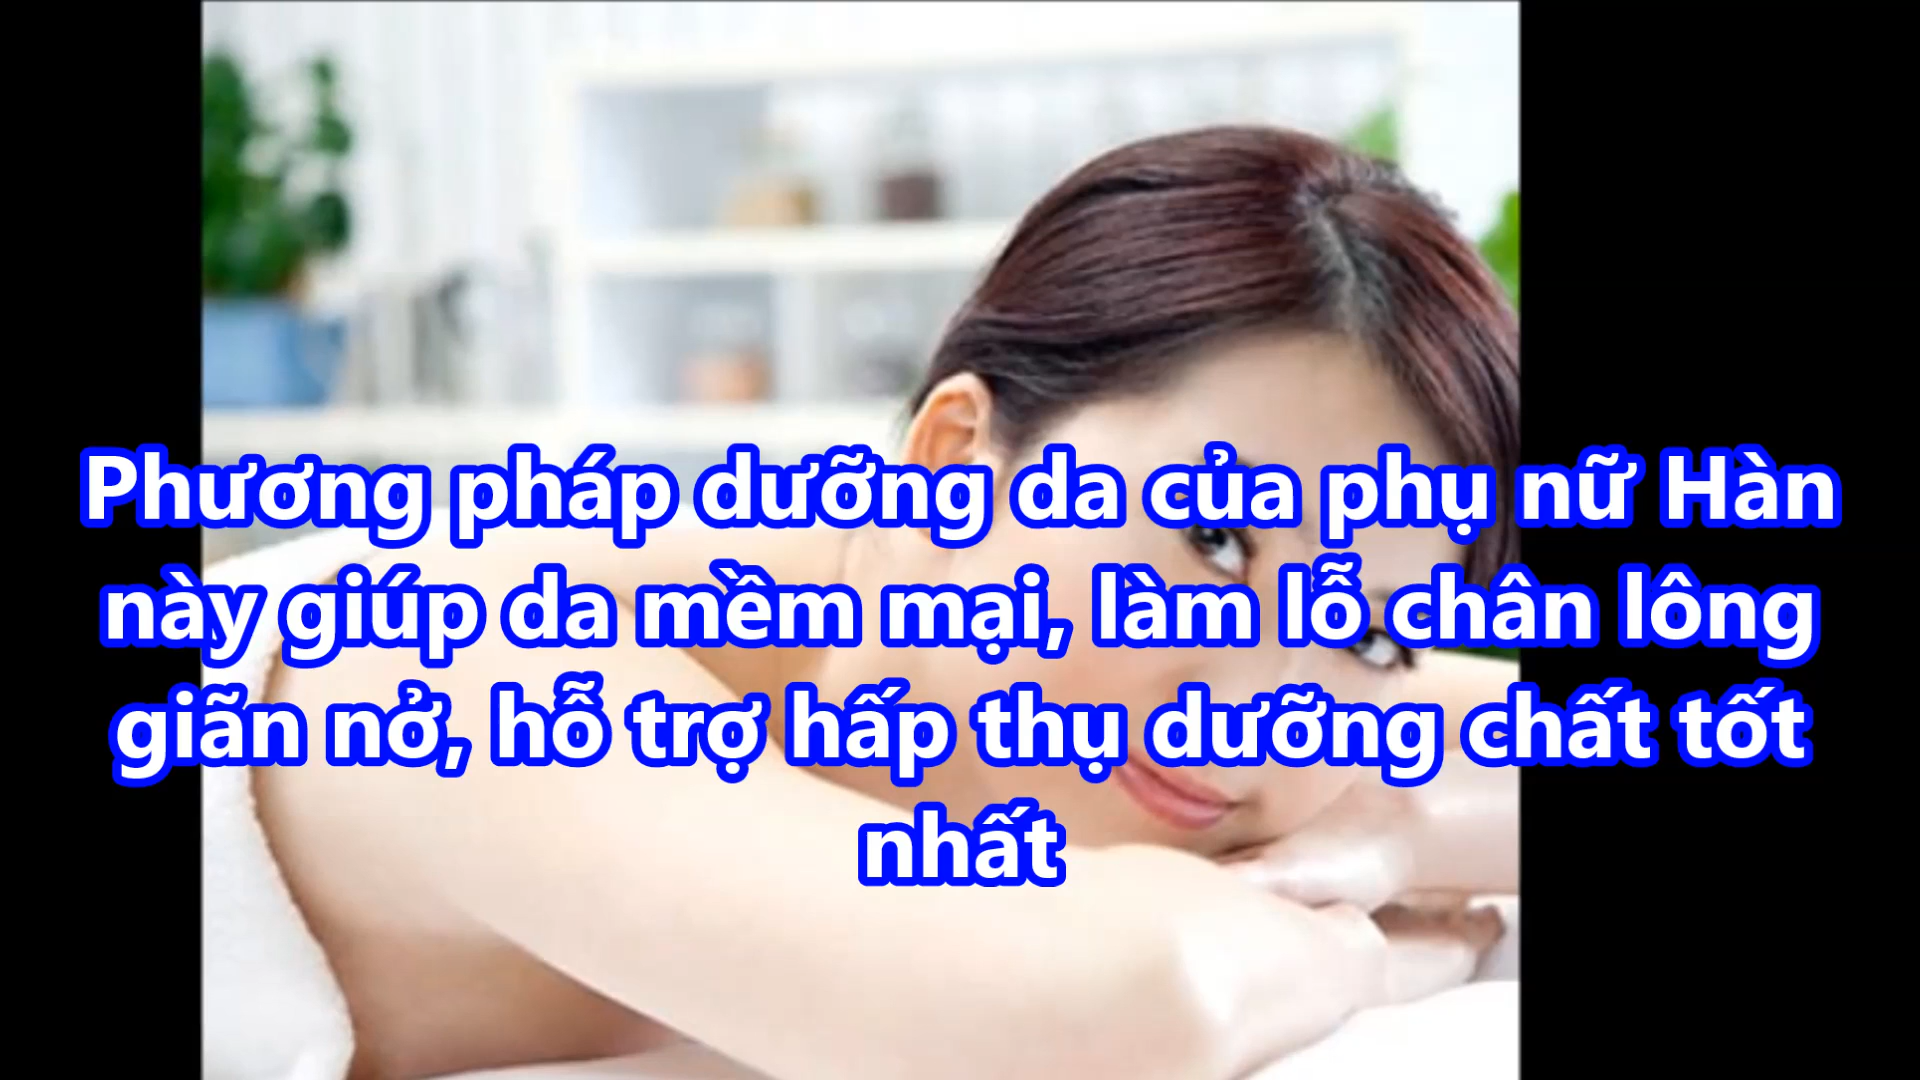 Phương pháp dưỡng da của phụ nữ Hàn
này giúp da mềm mại, làm lỗ chân lông
giãn nở, hỗ trợ hấp thụ dưỡng chất tốt
nhất